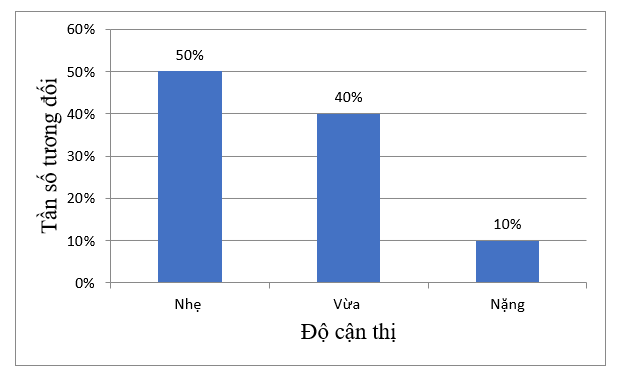 60%
50%
40%
30%
20%
10%
0%
Tần số tương đối
50%
40%
10%
Nhẹ
Vừa
Nặng
Độ cận thị